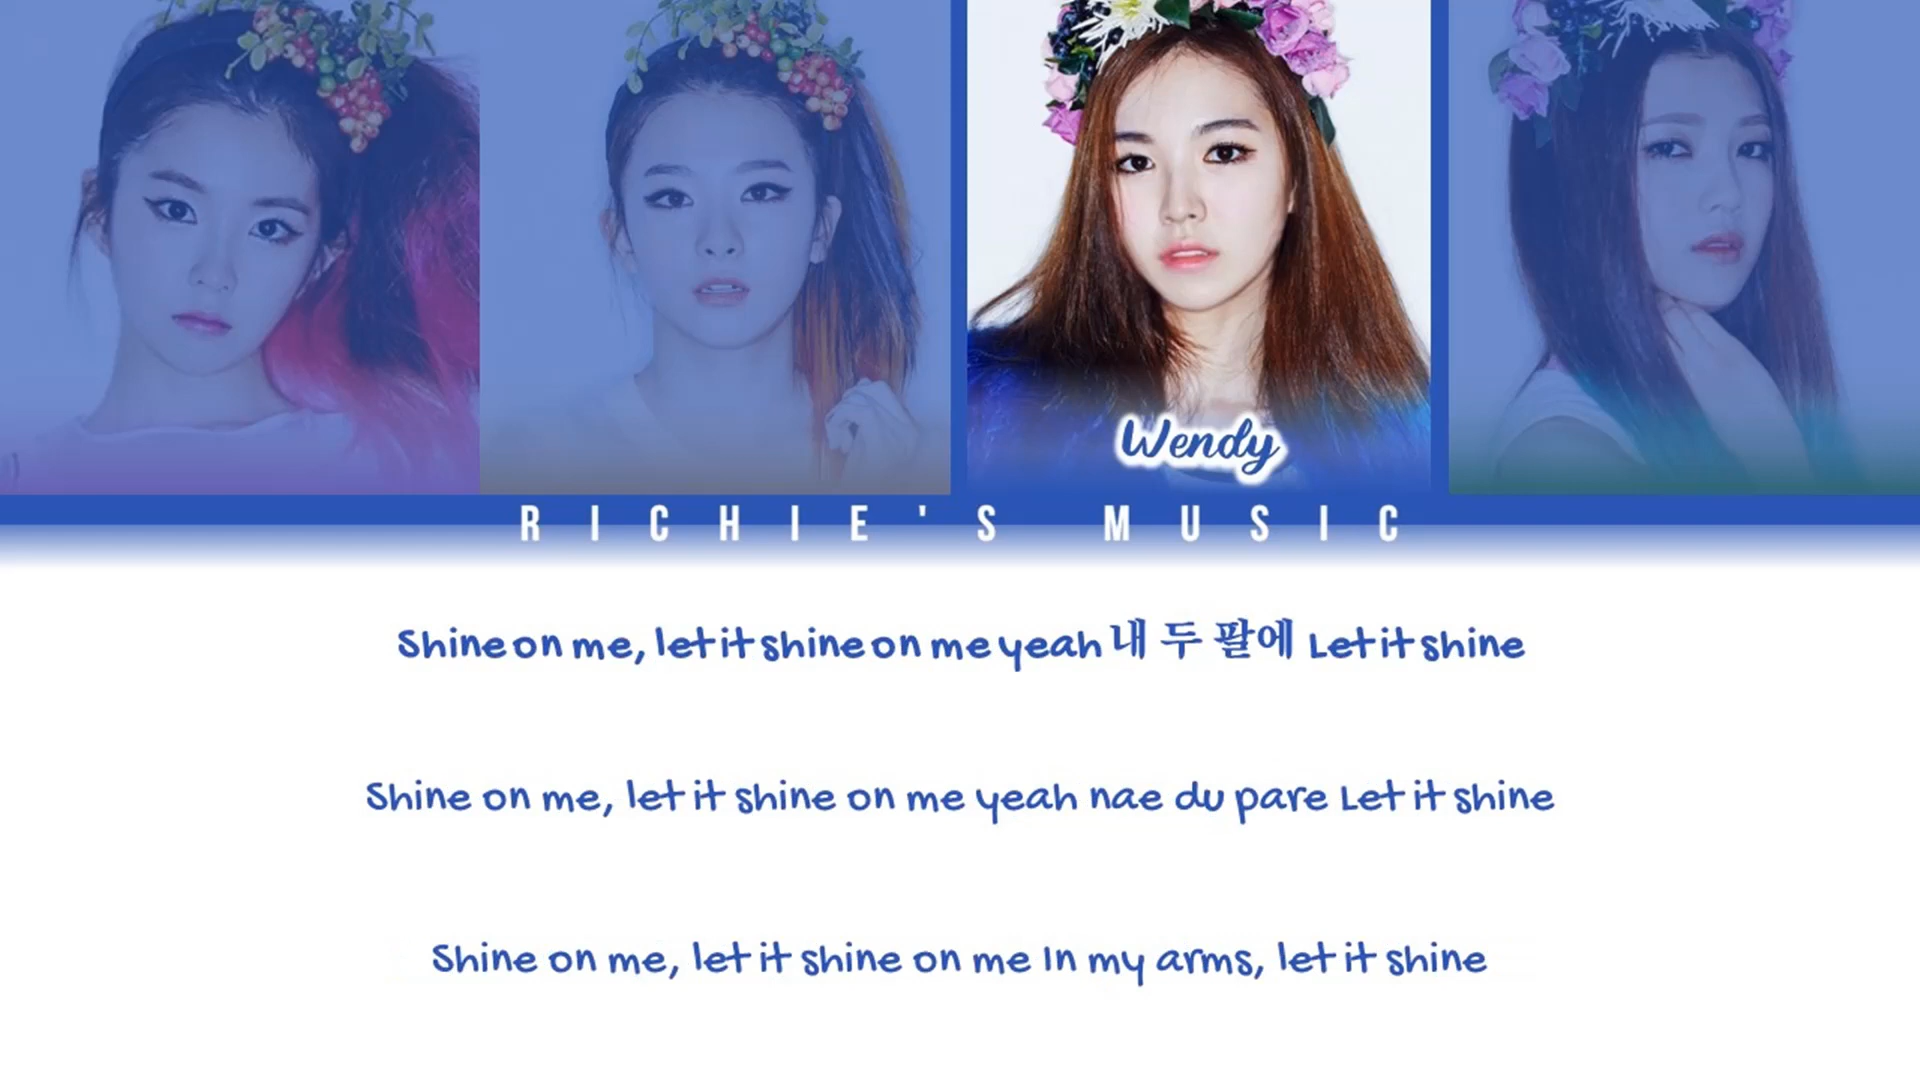 Wendy
RICHIE'S MUSIC
Shine on me, let it shine on me yeah 내 두 팔에 Let it shine
Shine on me, let it shine on me yeah nae du pare Let it shine
Shine on me, let it shine on me In my arms, let it shine